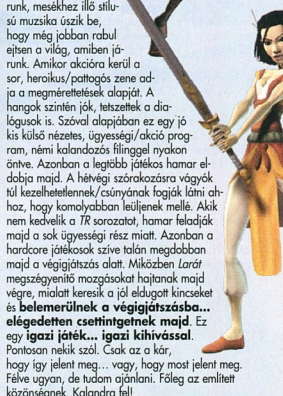 runk, mesékhez illő stílu-
sú muzsika úszik be,
hogy még jobban rabul
ejtsen a világ, amiben já-
runk. Amikor akcióra kerül a
sor, heroikus/pattogós zene ad-
ja a megmérettetések alapját. A
hangok szintén jók, tetszettek a dia-
lógusok is. Szóval alapjában ez egy jó
kis külső nézetes, ügyességi/akció prog-
ram, némi kalandozós filinggel nyakon
öntve. Azonban a legtöbb játékos hamar el-
dobja majd. A hétvégi szórakozásra vágyók
túl kezelhetetlennek/csúnyának fogják látni ah-
hoz, hogy komolyabban leüljenek mellé. Akik
nem kedvelik a TR sorozatot, hamar feladják
majd a sok ügyességi rész miatt. Azonban a
hardcore játékosok szíve talán megdobban
majd a végigjátszás alatt. Miközben Larát
megszégyenítő mozgásokat hajtanak majd
végre, mialatt keresik a jól eldugott kincseket
és belemerülnek a végigjátszásba...
elégedetten csettintgetnek majd. Ez
egy igazi játék... igazi kihívással.
Pontosan nekik szól. Csak az a kár,
hogy így jelent meg... vagy, hogy most jelent meg.
Félve ugyan, de tudom ajánlani. Főleg az említett
közönségnek. Kalandra fel!